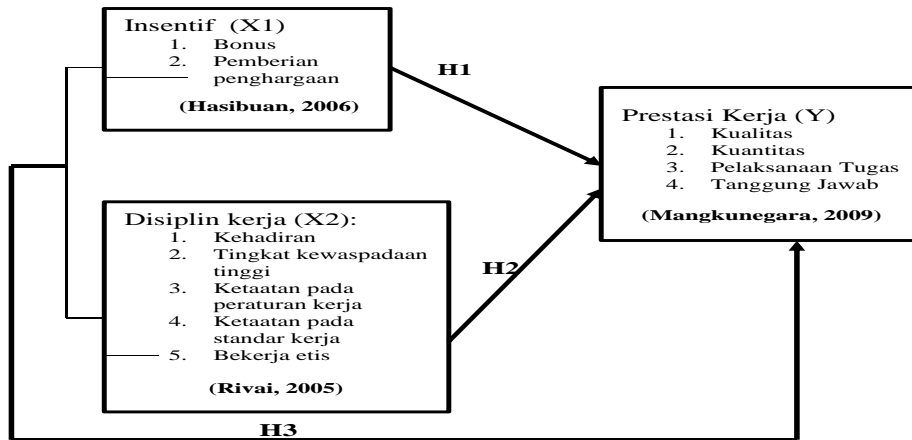 Insentif (X1)
1. Bonus
2. Pemberian
penghargaan
(Hasibuan, 2006)
H1
Prestasi Kerja (Y)
1. Kualitas
2. Kuantitas
3. Pelaksanaan Tugas
4. Tanggung Jawab
(Mangkunegara, 2009)
Disiplin kerja (X2):
1. Kehadiran
2. Tingkat kewaspadaan
tinggi
3. Ketaatan pada
peraturan kerja
4. Ketaatan pada
standar kerja
5. Bekerja etis
(Rivai, 2005)
H2
H3